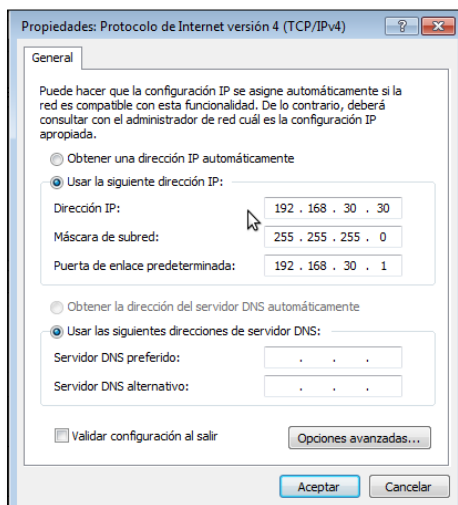 Propiedades: Protocolo de Internet versión 4 (TCP/IPv4)
General
Puede hacer que la configuración IP se asigne automáticamente si la
red es compatible con esta funcionalidad. De lo contrario, deberá
consultar con el administrador de red cuál es la configuración IP
apropiada.
Obtener una dirección IP automáticamente
Usar la siguiente dirección IP:
Dirección IP: 192 . 168 . 30 . 30
Máscara de subred: 255 . 255 . 255 . 0
Puerta de enlace predeterminada: 192 . 168 . 30 . 1
Obtener la dirección del servidor DNS automáticamente
Usar las siguientes direcciones de servidor DNS:
Servidor DNS preferido: . . .
Servidor DNS alternativo: . . .
Validar configuración al salir Opciones avanzadas...
Aceptar Cancelar